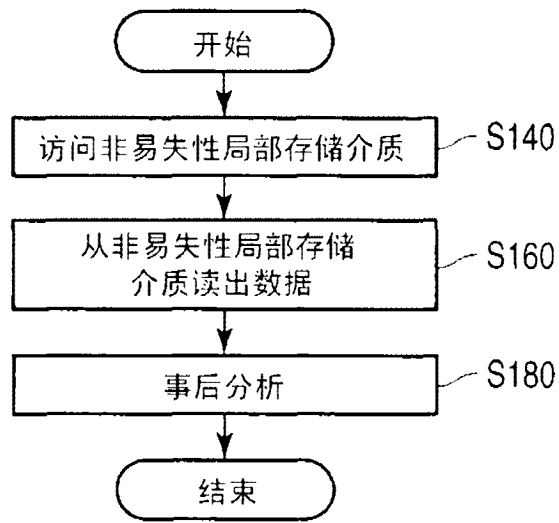 开始
访问非易失性局部存储介质
S140
从非易失性局部存储
介质读出数据
S160
事后分析
S180
结束